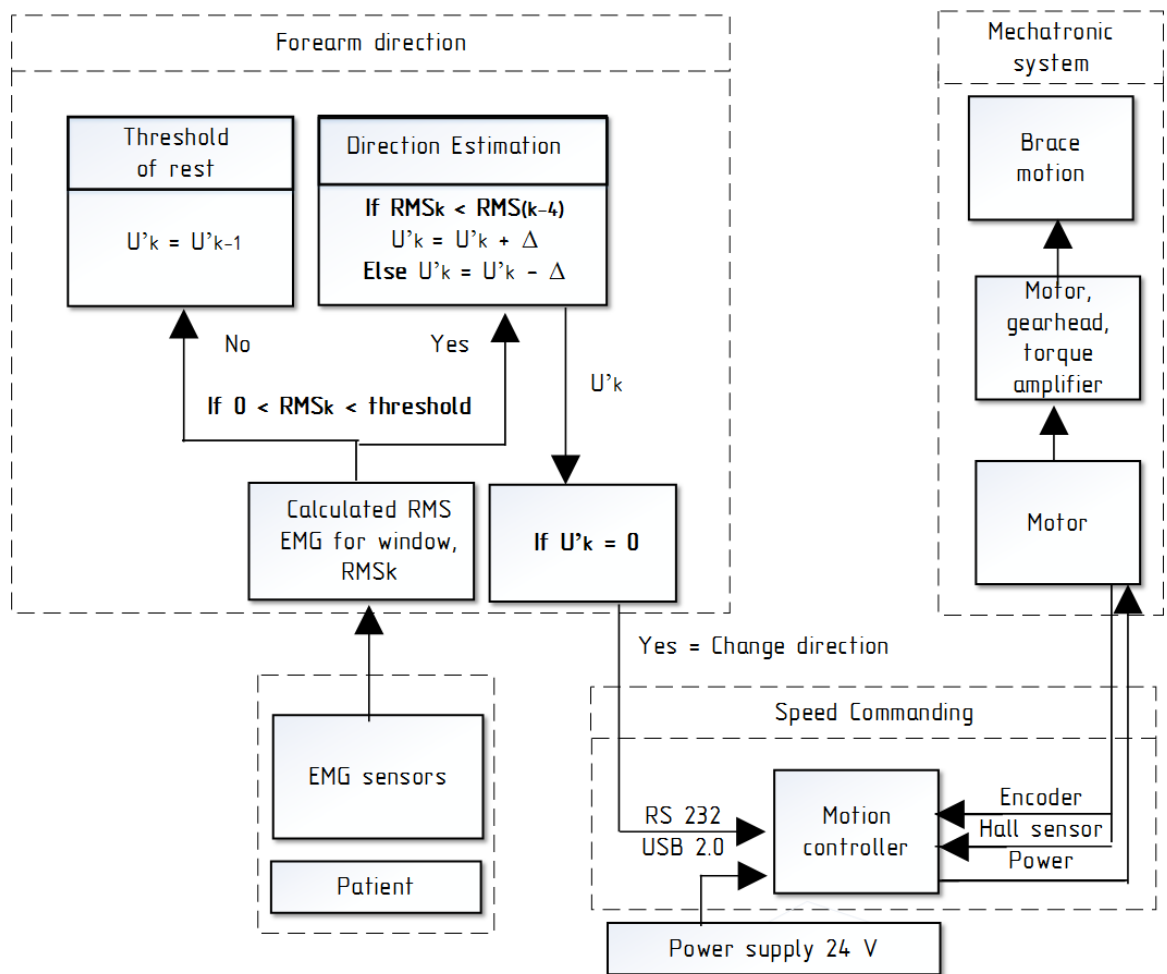 Forearm direction
Threshold
of rest
U'k = U'k-1
Direction Estimation
If RMSk < RMS(k-4)
U'k = U'k + Δ
Else U'k = U'k - Δ
No
Yes
If 0 < RMSk < threshold
U'k
Calculated RMS
EMG for window,
RMSk
If U'k = 0
EMG sensors
Patient
Yes = Change direction
Speed Commanding
RS 232
USB 2.0
Motion
controller
Encoder
Hall sensor
Power
Power supply 24 V
Mechatronic
system
Brace
motion
Motor,
gearhead,
torque
amplifier
Motor